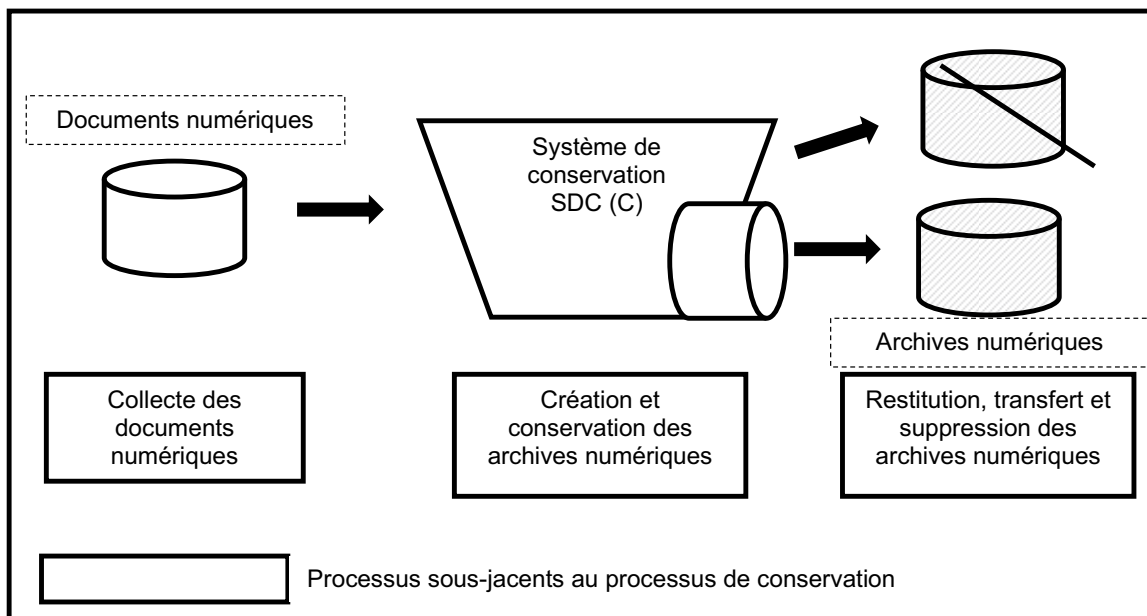 Documents numériques
Système de
conservation
SDC (C)
Archives numériques
Collecte des
documents
numériques
Création et
conservation des
archives numériques
Restitution, transfert et
suppression des
archives numériques
Processus sous-jacents au processus de conservation